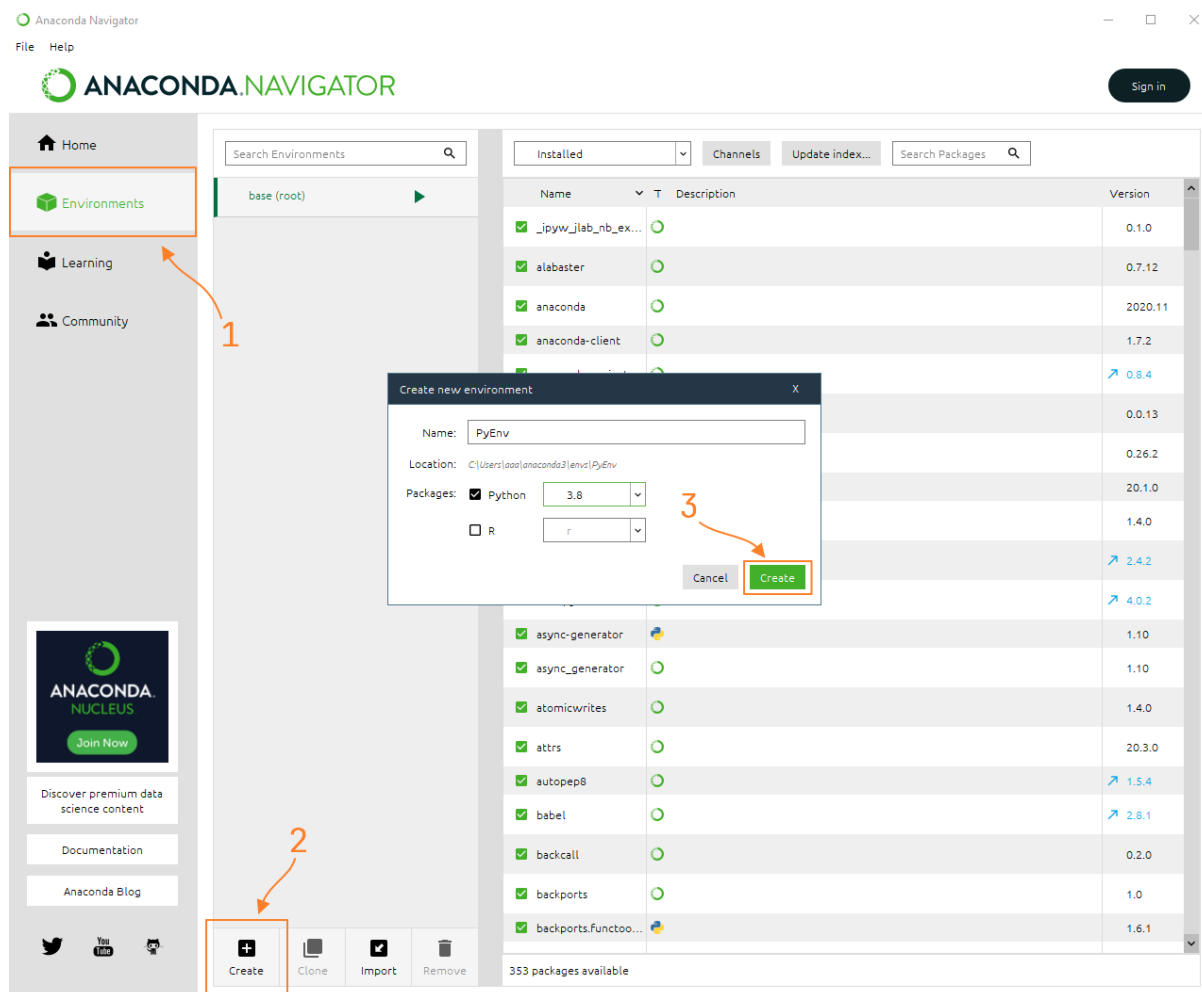 Anaconda Navigator
File Help
ANACONDA.NAVIGATOR
Sign in
Home
Environments
Learning
Community
1
ANACONDA.
NUCLEUS
Join Now
Discover premium data
science content
Documentation
Anaconda Blog
You
Tube
Search Environments
base (root)
2
Create
Clone
Import
Remove
Installed
Channels
Update index...
Search Packages
Name T Description Version
_ipyw_jlab_nb_ex... 0.1.0
alabaster 0.7.12
anaconda 2020.11
anaconda-client 1.7.2
0.8.4
0.0.13
0.26.2
20.1.0
1.4.0
2.4.2
4.0.2
async-generator 1.10
async_generator 1.10
atomicwrites 1.4.0
attrs 20.3.0
autopep8 1.5.4
babel 2.8.1
backcall 0.2.0
backports 1.0
backports.functoo... 1.6.1
353 packages available
Create new environment X
Name: PyEnv
Location: C:\Users\aaa\anaconda3\envs\PyEnv
Packages: Python 3.8
R r
3
Cancel Create